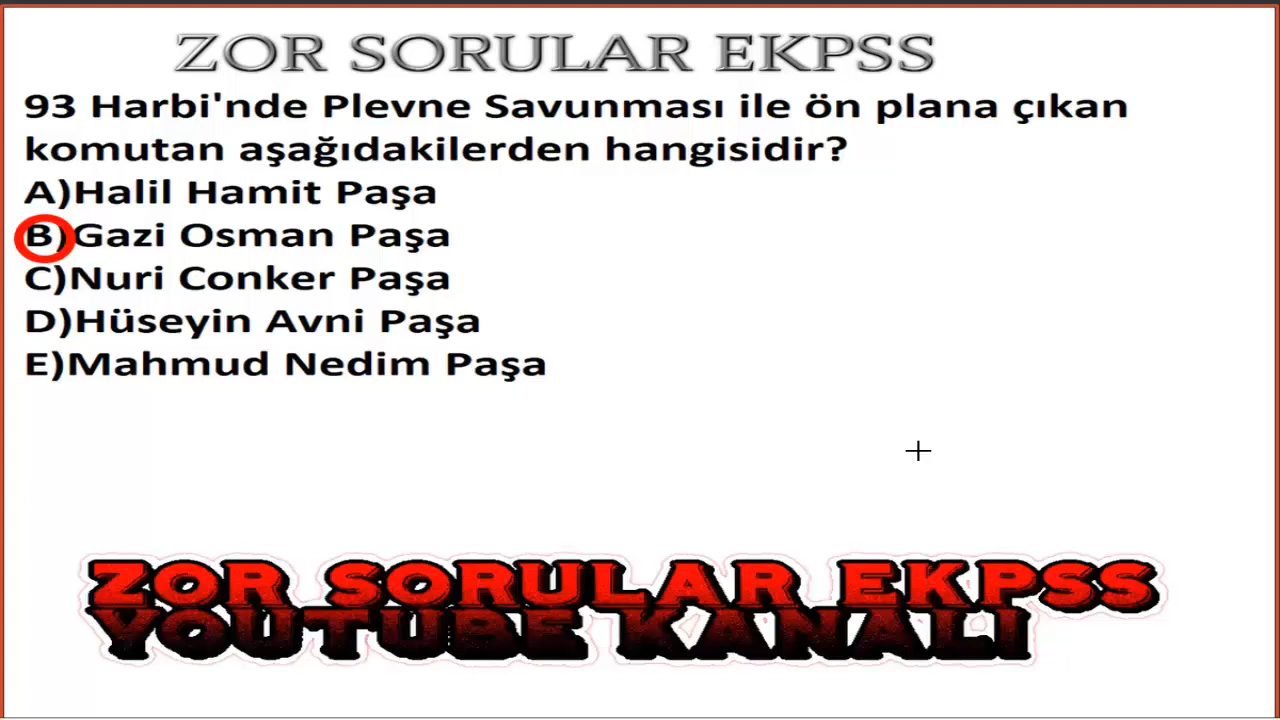 ZOR SORULAR EKPSS
93 Harbi'nde Plevne Savunması ile ön plana çıkan
komutan aşağıdakilerden hangisidir?
A)Halil Hamit Paşa
B)Gazi Osman Paşa
C)Nuri Conker Paşa
D)Hüseyin Avni Paşa
E)Mahmud Nedim Paşa
ZOR SORULAR EKPSS
YOUTUBE KANALI